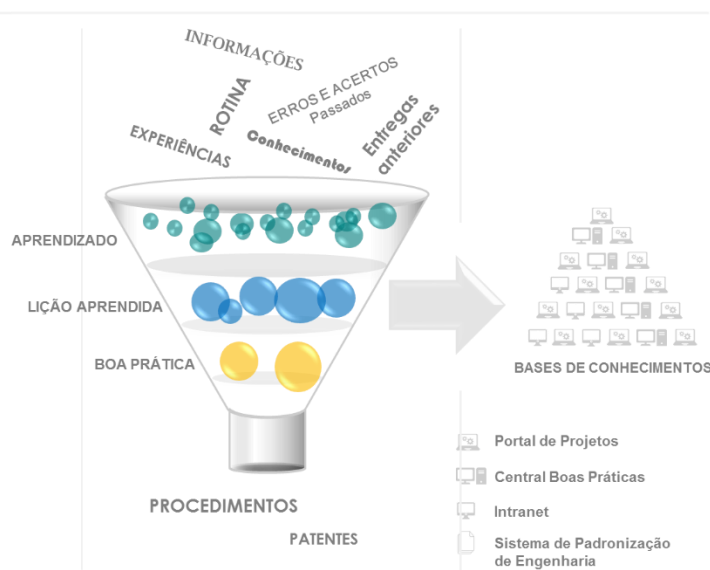 INFORMAÇÕES
ROTINA
ERROS E ACERTOS
Passados
EXPERIÊNCIAS
Conhecimentos
Entregas
anteriores
APRENDIZADO
LIÇÃO APRENDIDA
BOA PRÁTICA
PROCEDIMENTOS
PATENTES
BASES DE CONHECIMENTOS
Portal de Projetos
Central Boas Práticas
Intranet
Sistema de Padronização
de Engenharia